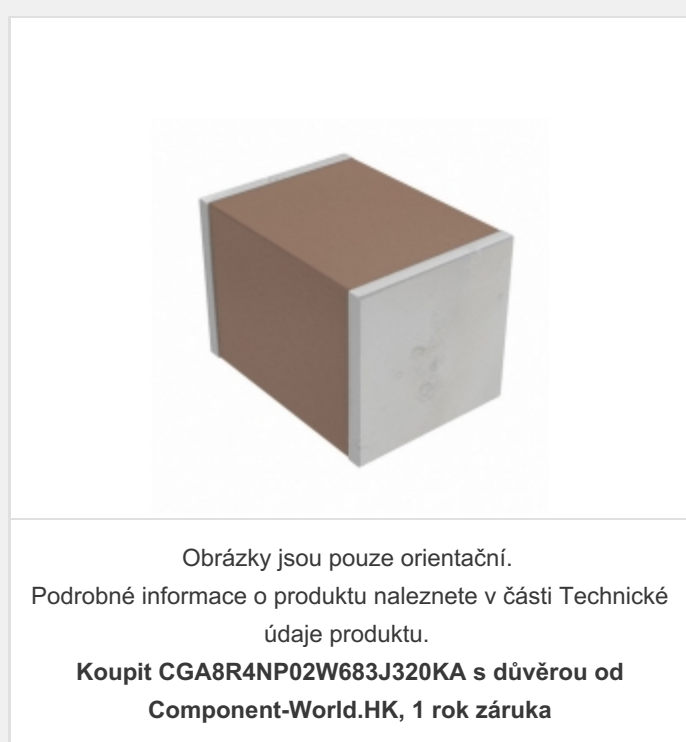 Obrázky jsou pouze orientační.
Podrobné informace o produktu naleznete v části Technické
údaje produktu.
Koupit CGA8R4NP02W683J320KA s důvěrou od
Component-World.HK, 1 rok záruka